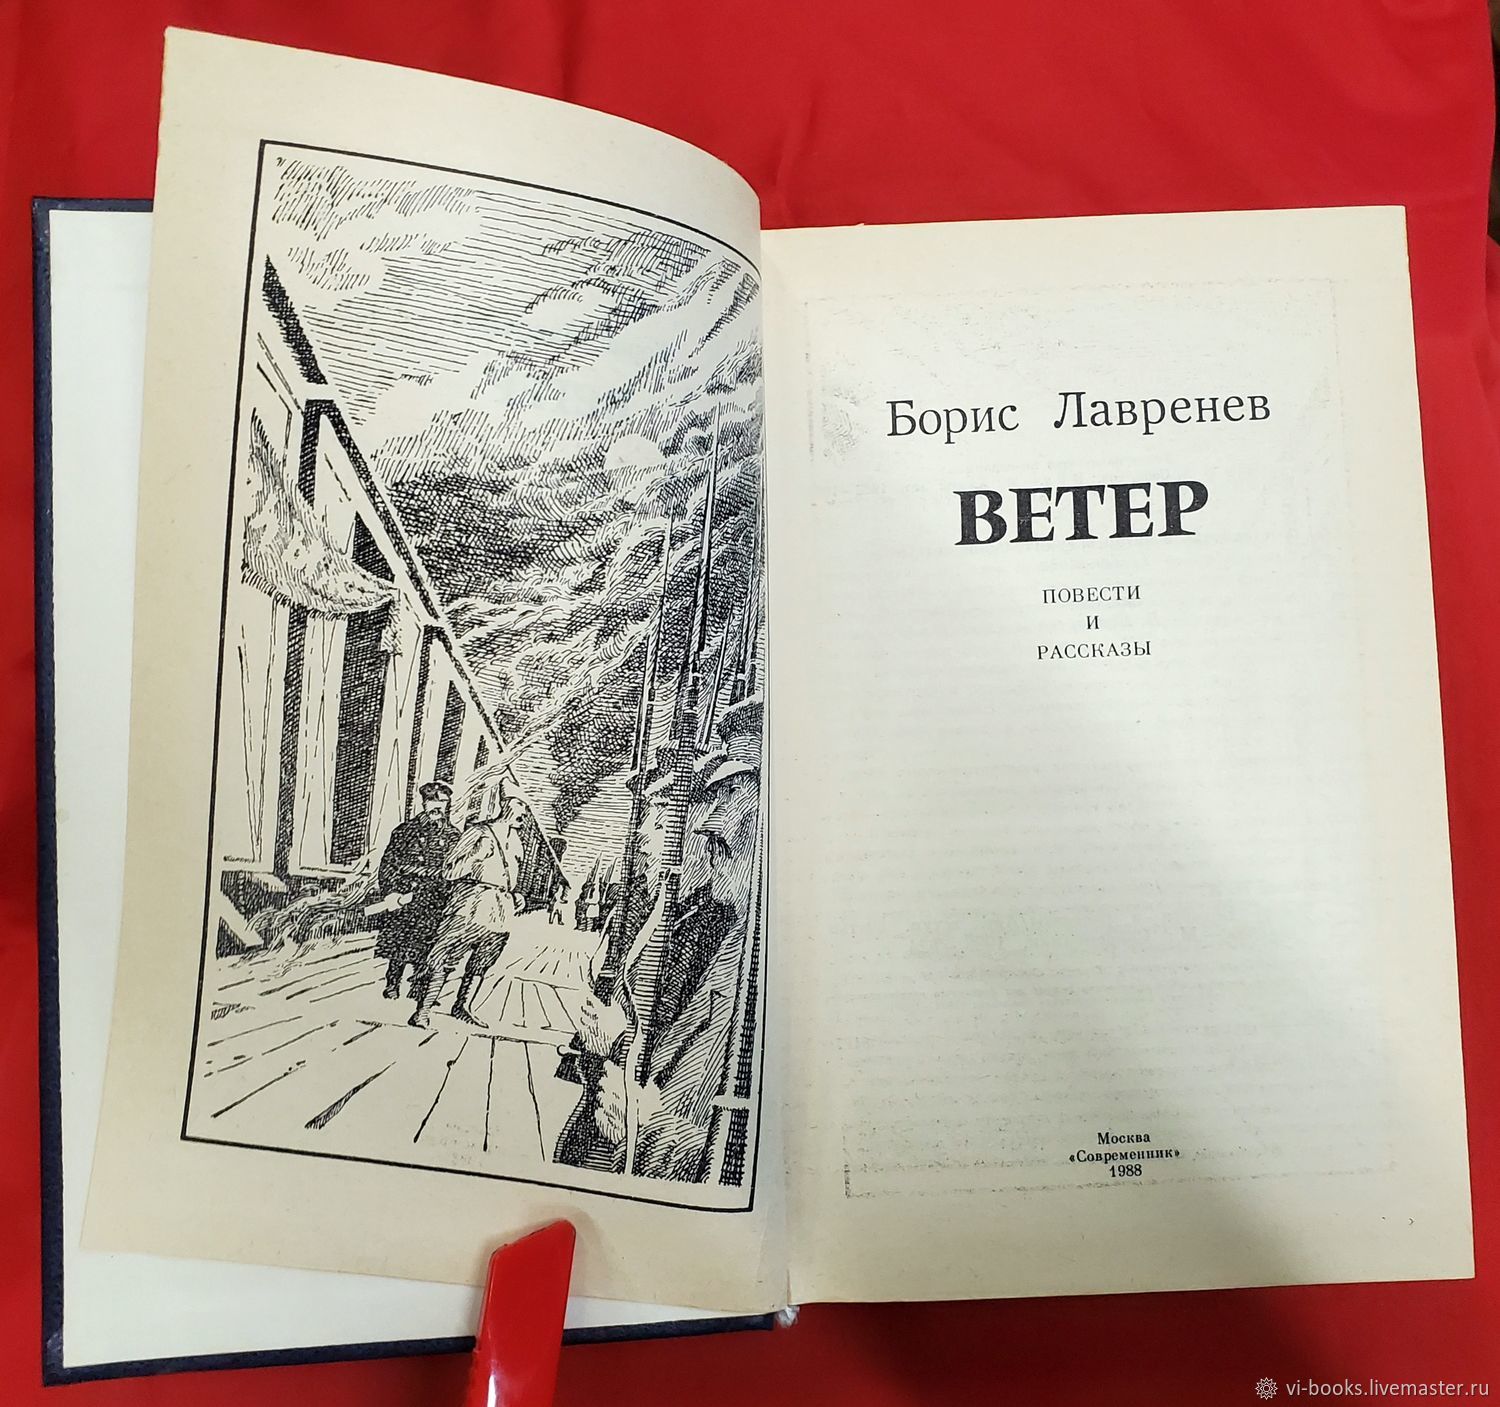 Борис Лавренев
ВЕТЕР
ПОВЕСТИ
И
РАССКАЗЫ
Москва
«Современник»
1988
vi-books.livemaster.ru